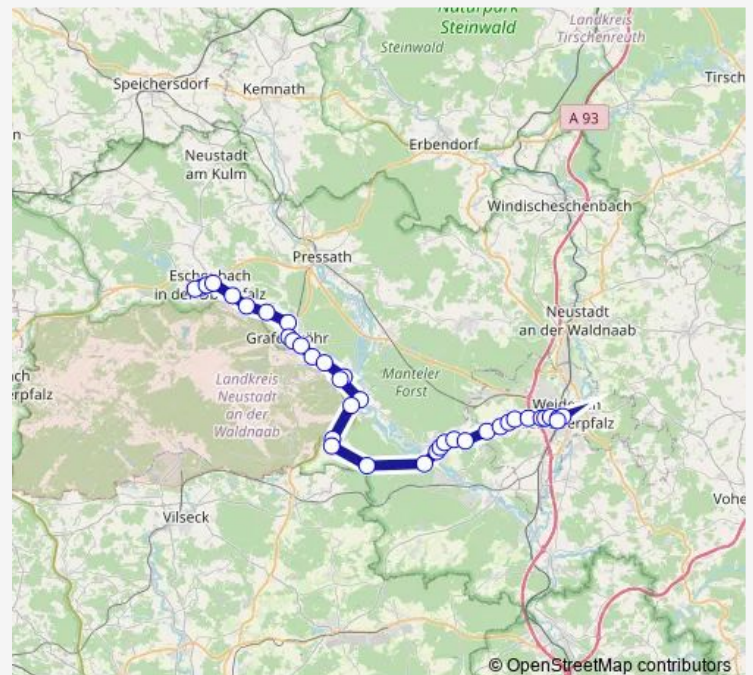 Naturpark
Steinwald
Landkreis
Tirschenreuth
Steinwald
Speichersdorf
Kemnath
Tirsch
A 93
Erbendorf
Neustadt
am Kulm
Windischeschenbach
Pressath
Neustadt
an der Waldnaab
Landkreis
Neustadt
an der
Waldnaab
Manteler
Forst
Vilseck
Vohe
© OpenStreetMap contributors